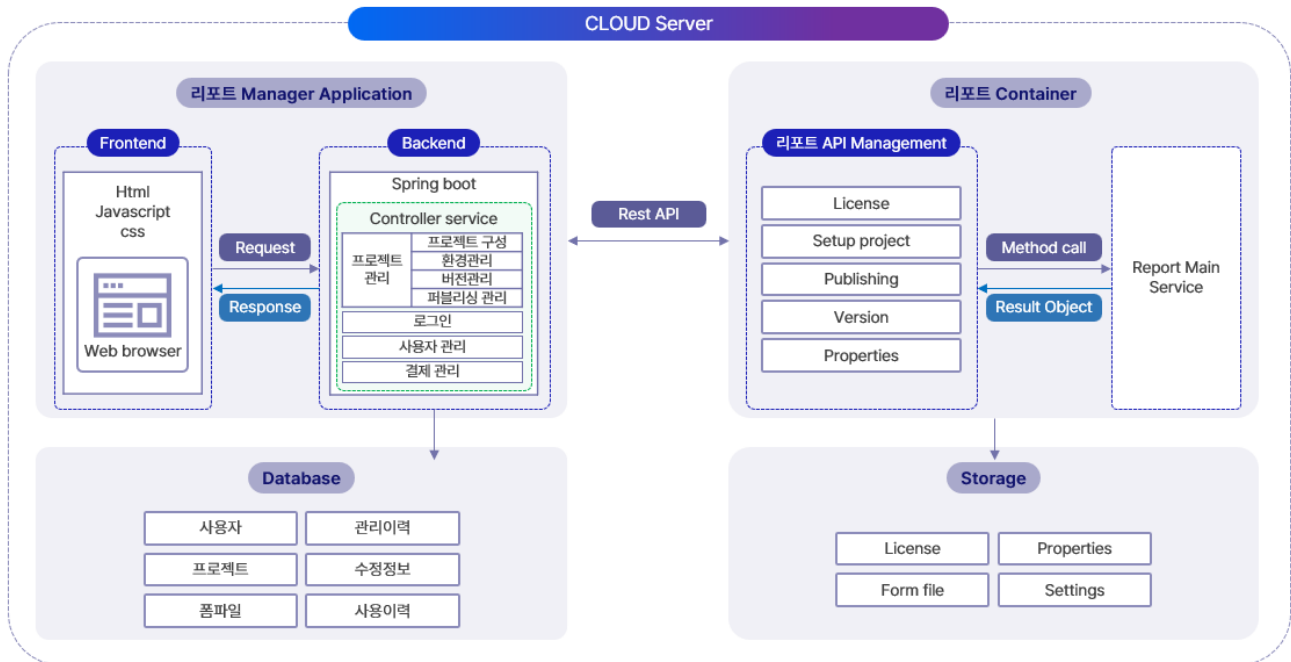 CLOUD Server
리포트 Manager Application
Frontend
Html
Javascript
css
Web browser
Request
Response
Backend
Spring boot
Controller service
프로젝트
관리
프로젝트 구성
환경관리
버전관리
퍼블리싱 관리
로그인
사용자 관리
결제 관리
Rest API
리포트 Container
리포트 API Management
License
Setup project
Publishing
Version
Properties
Method call
Result Object
Report Main
Service
Database
사용자
관리이력
프로젝트
수정정보
폼파일
사용이력
Storage
License
Properties
Form file
Settings